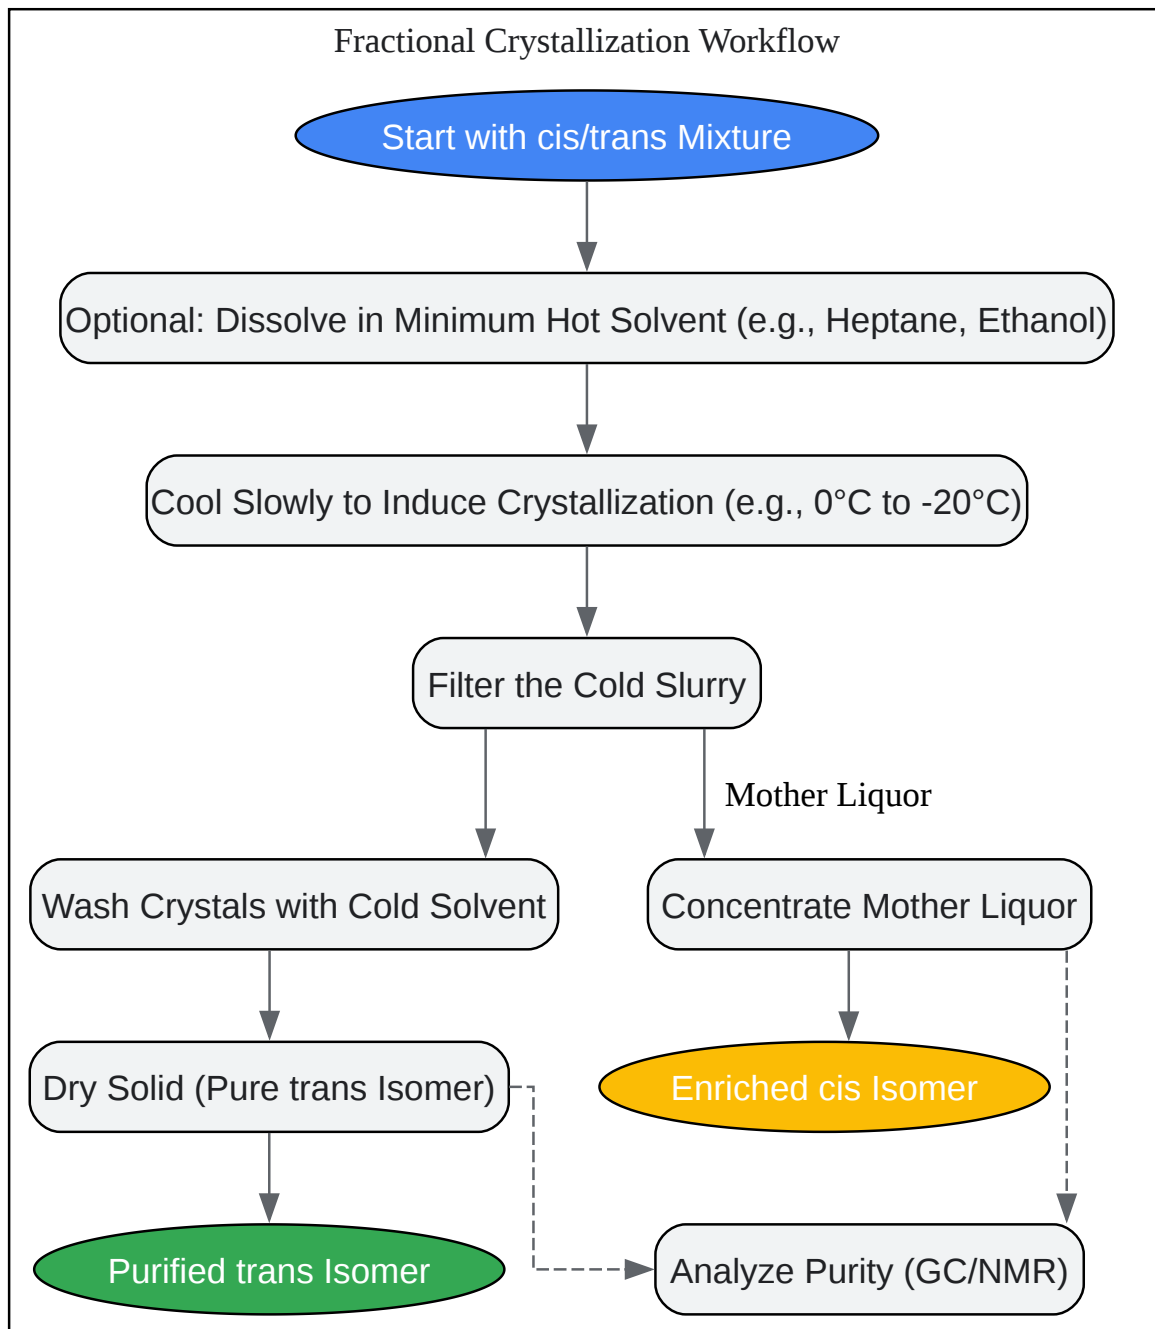 Fractional Crystallization Workflow
Start with cis/trans Mixture
Optional: Dissolve in Minimum Hot Solvent (e.g., Heptane, Ethanol)
Cool Slowly to Induce Crystallization (e.g., 0°C to -20°C)
Filter the Cold Slurry
Mother Liquor
Wash Crystals with Cold Solvent
Concentrate Mother Liquor
Dry Solid (Pure trans Isomer)
Enriched cis Isomer
Purified trans Isomer
Analyze Purity (GC/NMR)